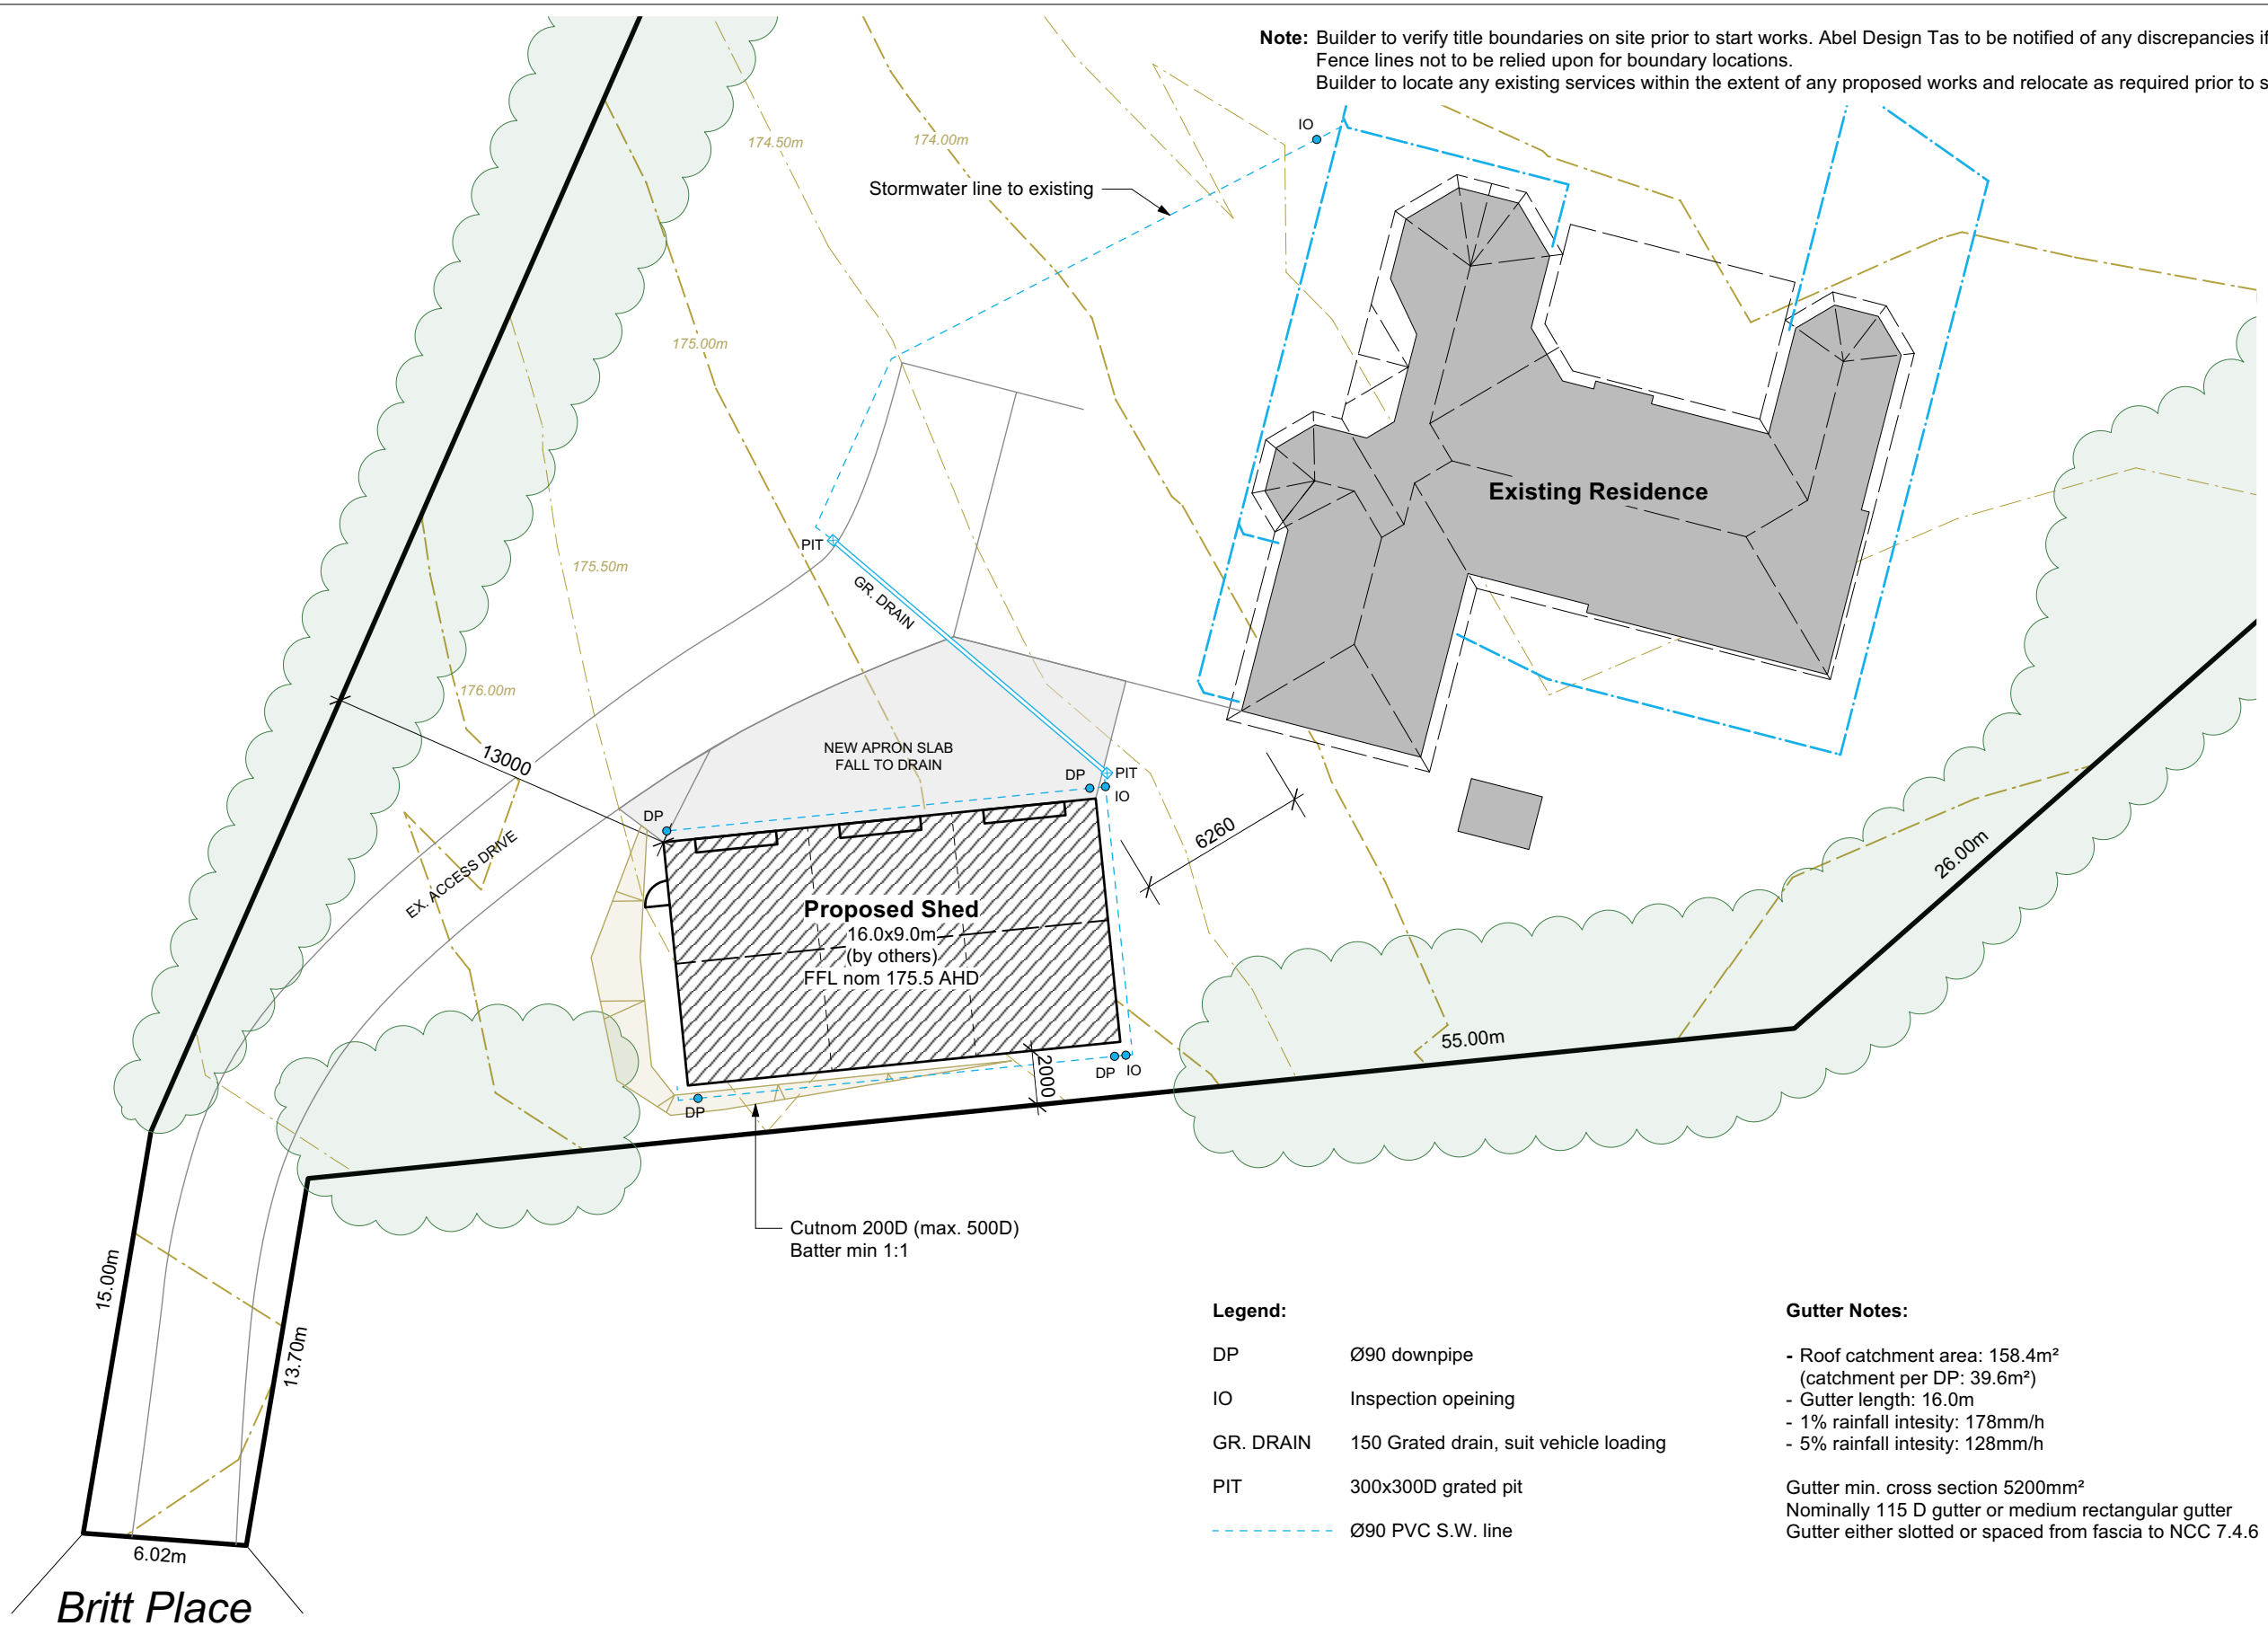 Note: Builder to verify title boundaries on site prior to start works. Abel Design Tas to be notified of any discrepancies if
Fence lines not to be relied upon for boundary locations.
Builder to locate any existing services within the extent of any proposed works and relocate as required prior to s
IO
174.50m
174.00m
Stormwater line to existing
175.00m
Existing Residence
PIT
175.50m
GR. DRAIN
176.00m
13000
NEW APRON SLAB
FALL TO DRAIN
DP
PIT
IO
DP
6260
EX. ACCESS DRIVE
26.00m
Proposed Shed
16.0x9.0m
(by others)
FFL nom 175.5 AHD
55.00m
2000
DP
IO
DP
Cutnom 200D (max. 500D)
Batter min 1:1
15.00m
13.70m
6.02m
Britt Place
Legend:
DP Ø90 downpipe
IO Inspection opeining
GR. DRAIN 150 Grated drain, suit vehicle loading
PIT 300x300D grated pit
Ø90 PVC S.W. line
Gutter Notes:
- Roof catchment area: 158.4m²
(catchment per DP: 39.6m²)
- Gutter length: 16.0m
- 1% rainfall intesity: 178mm/h
- 5% rainfall intesity: 128mm/h
Gutter min. cross section 5200mm²
Nominally 115 D gutter or medium rectangular gutter
Gutter either slotted or spaced from fascia to NCC 7.4.6